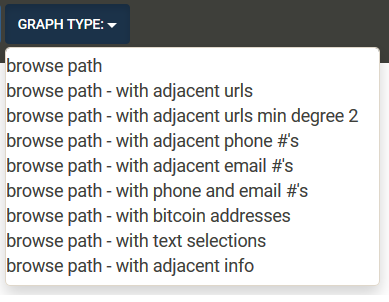 GRAPH TYPE:
browse path
browse path - with adjacent urls
browse path - with adjacent urls min degree 2
browse path - with adjacent phone #'s
browse path - with adjacent email #'s
browse path - with phone and email #'s
browse path - with bitcoin addresses
browse path - with text selections
browse path - with adjacent info